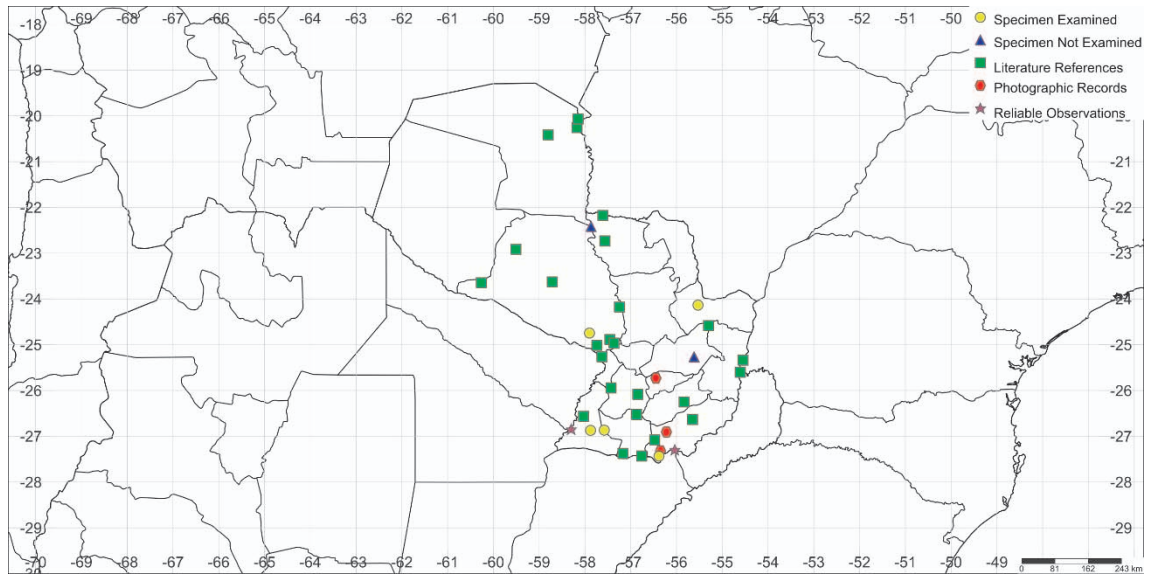 -18 -69 -68 -67 -66 -65 -64 -63 -62 -61 -60 -59 -58 -57 -56 -55 -54 -53 -52 -51 -50
Specimen Examined
Specimen Not Examined
-19 -19
Literature References
Photographic Records
-20
Reliable Observations
-21 -21
-22 -22
-23 -23
-24 -24
-25 -25
-26 -26
-27 -27
-28 -28
-29 -29
-70 -69 -68 -67 -66 -65 -64 -63 -62 -61 -60 -59 -58 -57 -56 -55 -54 -53 -52 -51 -50 -49
0 81 162 243 km